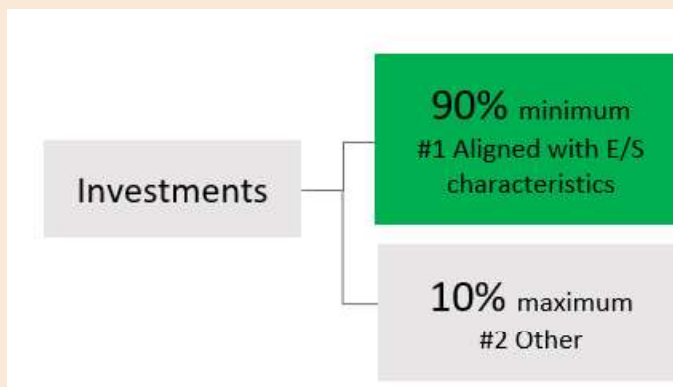 Investments
90% minimum
#1 Aligned with E/S
characteristics
10% maximum
#2 Other